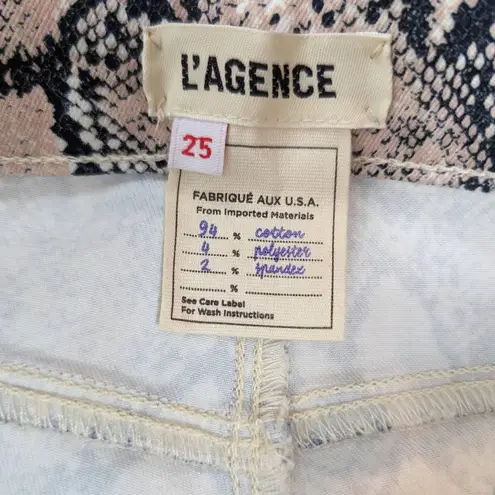 L'AGENCE
25
FABRIQUÉ AUX U.S.A.
From Imported Materials
94 % cotton
4 % polyester
2 % spandex
%
See Care Label
For Wash Instructions